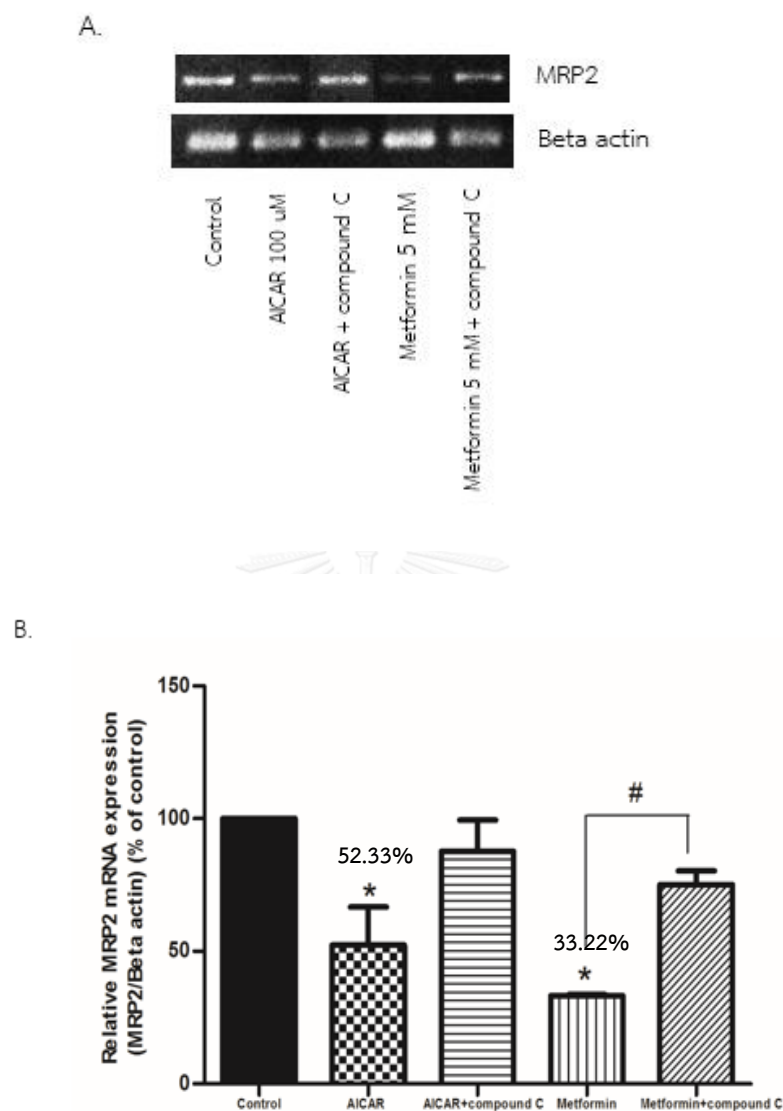 A.
MRP2
Beta actin
Control
AICAR 100 uM
AICAR + compound C
Metformin 5 mM
Metformin 5 mM + compound C
B.
Relative MRP2 mRNA expression
(MRP2/Beta actin) (% of control)
150
100
50
0
52.33%
*
33.22%
*
#
Control
AICAR
AICAR+compound C
Metformin
Metformin+compound C